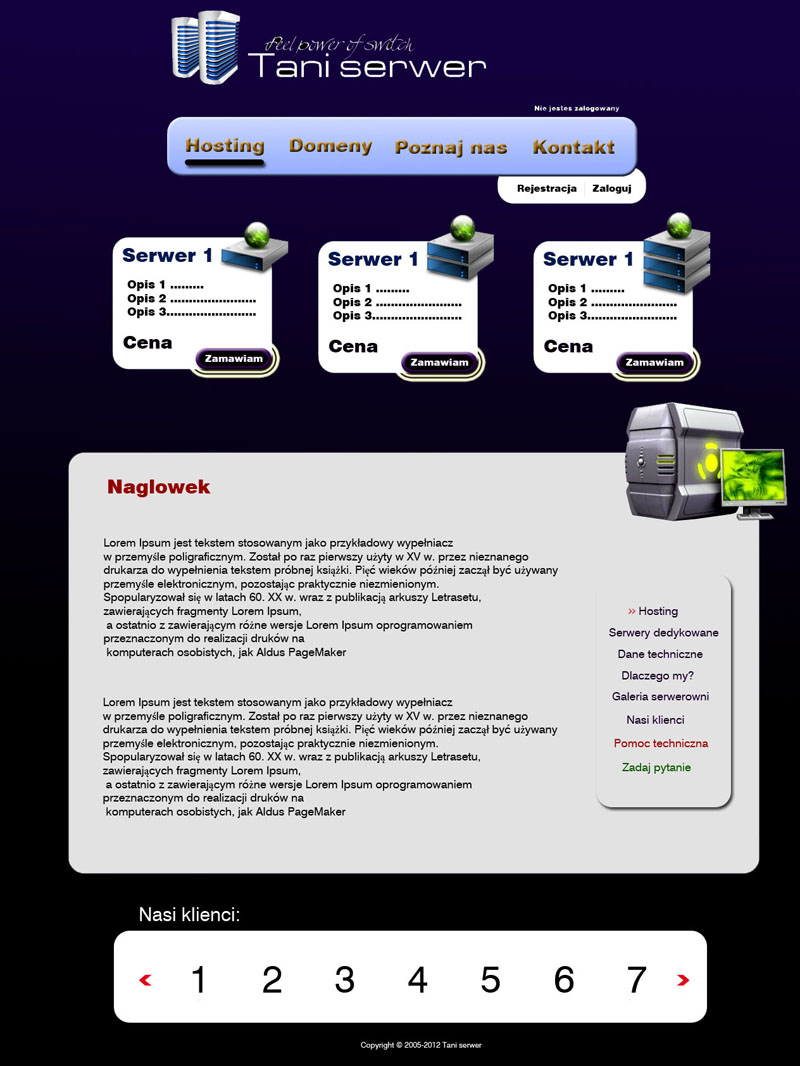 Feel power of switch
Tani serwer
Nie jestes zalogowany
Hosting Domeny Poznaj nas Kontakt
Rejestracja Zaloguj
Serwer 1
Opis 1 .........
Opis 2 .......................
Opis 3........................
Cena
Zamawiam
Serwer 1
Opis 1 .........
Opis 2 .......................
Opis 3........................
Cena
Zamawiam
Serwer 1
Opis 1 .........
Opis 2 .......................
Opis 3........................
Cena
Zamawiam
Naglowek
Lorem Ipsum jest tekstem stosowanym jako przykładowy wypełniacz
w przemyśle poligraficznym. Został po raz pierwszy użyty w XV w. przez nieznanego
drukarza do wypełnienia tekstem próbnej książki. Pięć wieków później zaczął być używany
przemyśle elektronicznym, pozostając praktycznie niezmienionym.
Spopularyzował się w latach 60. XX w. wraz z publikacją arkuszy Letrasetu,
zawierających fragmenty Lorem Ipsum,
a ostatnio z zawierającym różne wersje Lorem Ipsum oprogramowaniem
przeznaczonym do realizacji druków na
komputerach osobistych, jak Aldus PageMaker
Lorem Ipsum jest tekstem stosowanym jako przykładowy wypełniacz
w przemyśle poligraficznym. Został po raz pierwszy użyty w XV w. przez nieznanego
drukarza do wypełnienia tekstem próbnej książki. Pięć wieków później zaczął być używany
przemyśle elektronicznym, pozostając praktycznie niezmienionym.
Spopularyzował się w latach 60. XX w. wraz z publikacją arkuszy Letrasetu,
zawierających fragmenty Lorem Ipsum,
a ostatnio z zawierającym różne wersje Lorem Ipsum oprogramowaniem
przeznaczonym do realizacji druków na
komputerach osobistych, jak Aldus PageMaker
›› Hosting
Serwery dedykowane
Dane techniczne
Dlaczego my?
Galeria serwerowni
Nasi klienci
Pomoc techniczna
Zadaj pytanie
Nasi klienci:
‹ 1 2 3 4 5 6 7 ›
Copyright © 2005-2012 Tani serwer